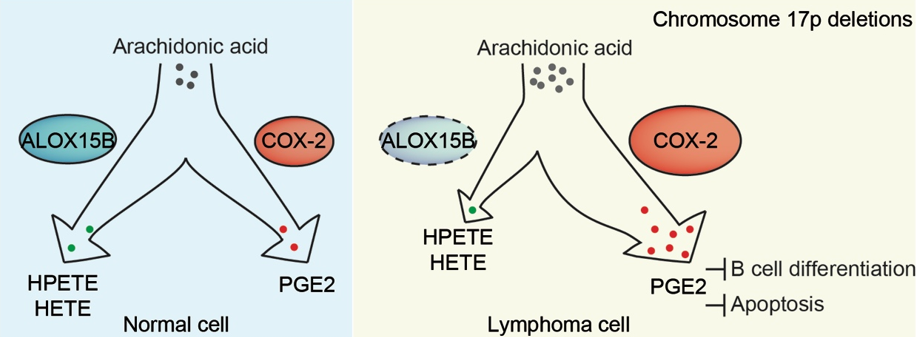 Arachidonic acid
ALOX15B
COX-2
HPETE
HETE
PGE2
Normal cell
Chromosome 17p deletions
Arachidonic acid
ALOX15B
COX-2
HPETE
HETE
PGE2
B cell differentiation
Apoptosis
Lymphoma cell